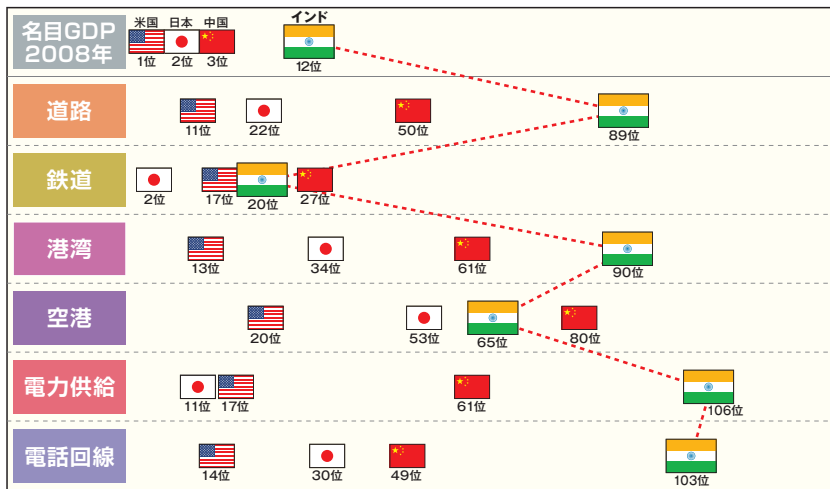 名目GDP
2008年
米国 日本 中国 インド
1位 2位 3位 12位
道路
11位 22位 50位 89位
鉄道
2位 17位 20位 27位
港湾
13位 34位 61位 90位
空港
20位 53位 65位 80位
電力供給
11位 17位 61位 106位
電話回線
14位 30位 49位 103位